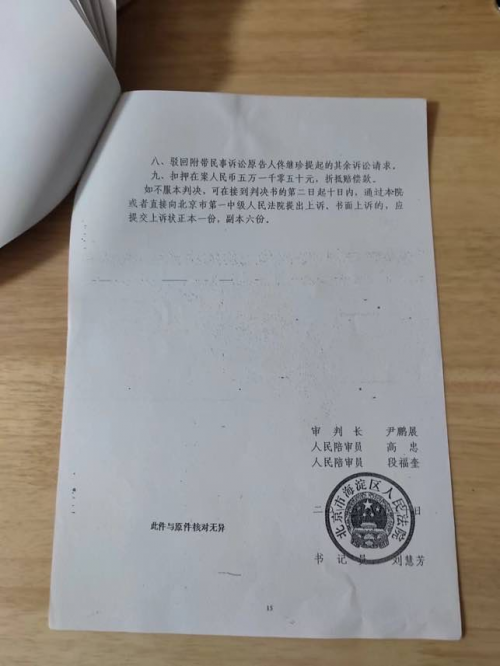 八、驳回附带民事诉讼原告人佟继珍提起的其余诉讼请求。
九、扣押在案人民币五万一千零五十元，折抵赔偿款。
如不服本判决，可在接到判决书的第二日起十日内，通过本院
或者直接向北京市第一中级人民法院提出上诉。书面上诉的，应
提交上诉状正本一份，副本六份。
审 判 长 尹鹏展
人民陪审员 高 忠
人民陪审员 段福奎
二 日
北京市海淀区人民法院
此件与原件核对无异
书 记 员 刘慧芳
15